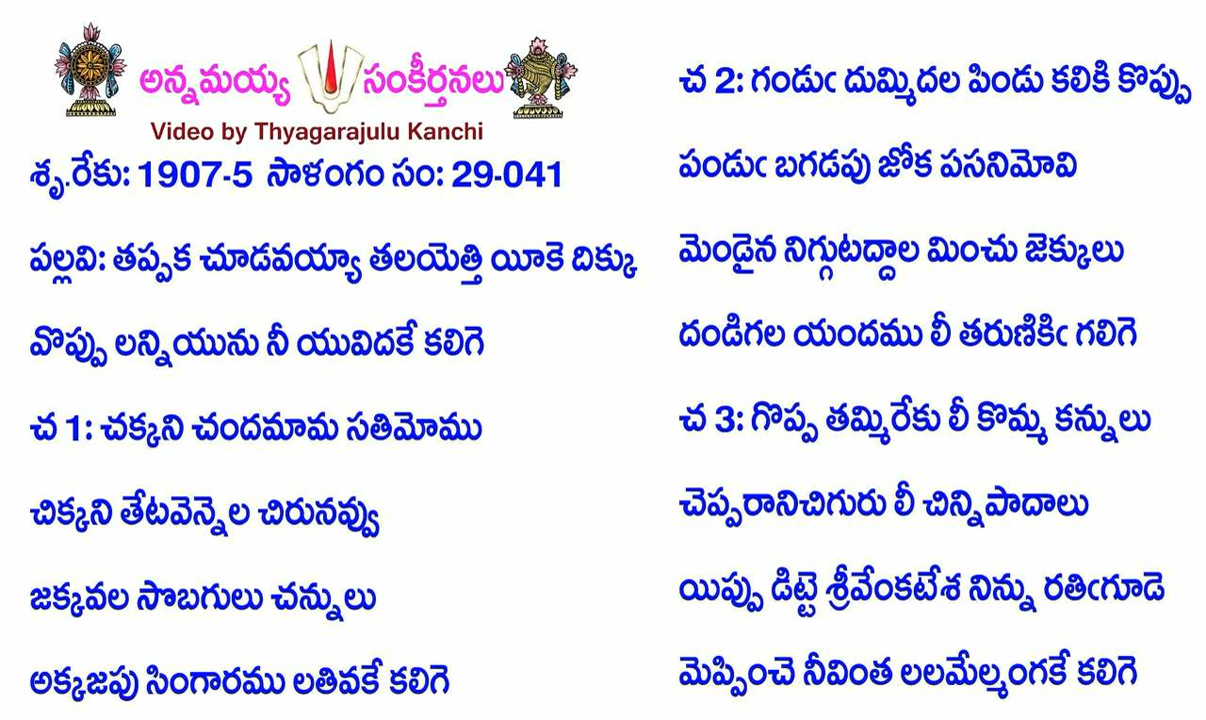 అన్నమయ్య సంకీర్తనలు
Video by Thyagarajulu Kanchi
శృ.రేకు: 1907-5 సాళంగం సం: 29-041
పల్లవి: తప్పక చూడవయ్యా తలయెత్తి యీకె దిక్కు
వొప్పు లన్నియును నీ యువిదకే కలిగె
చ 1: చక్కని చందమామ సతిమోము
చిక్కని తేటవెన్నెల చిరునవ్వు
జక్కవల సొబగులు చన్నులు
అక్కజపు సింగారము లతివకే కలిగె
చ 2: గండుఁ దుమ్మిదల పిండు కలికి కొప్పు
పండుఁ బగడపు జోక పసనిమోవి
మెండైన నిగ్గుటద్దాల మించు జెక్కులు
దండిగల యందము లీ తరుణికిఁ గలిగె
చ 3: గొప్ప తమ్మిరేకు లీ కొమ్మ కన్నులు
చెప్పరానిచిగురు లీ చిన్నిపాదాలు
యిప్పు డిట్టె శ్రీవేంకటేశ నిన్ను రతిఁగూడె
మెప్పించె నీవింత లలమేల్మంగకే కలిగె